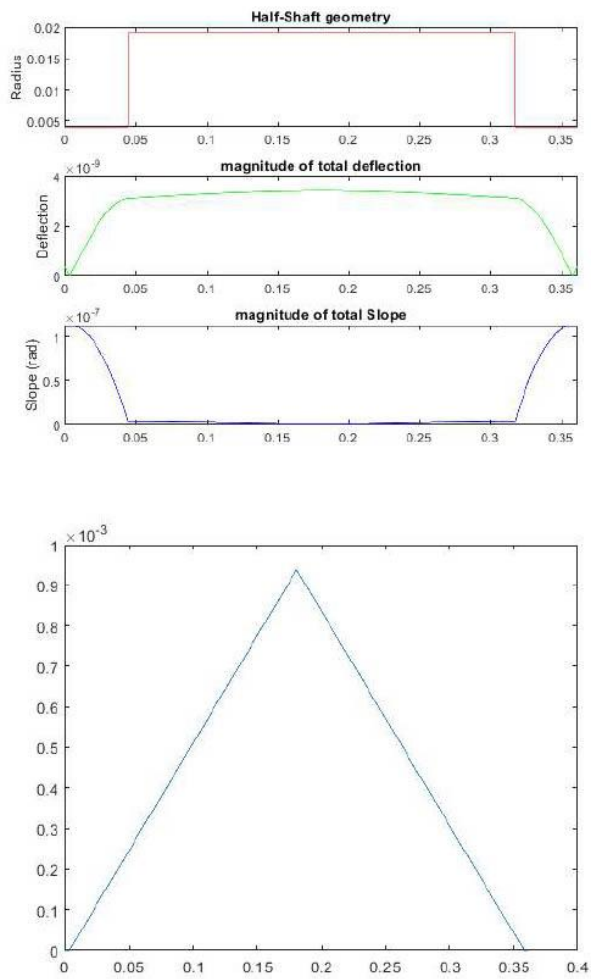 Half-Shaft geometry
0.02
0.015
0.01
0.005
Radius
0 0.05 0.1 0.15 0.2 0.25 0.3 0.35
×10⁻⁹
magnitude of total deflection
4
2
0
Deflection
0 0.05 0.1 0.15 0.2 0.25 0.3 0.35
×10⁻⁷
magnitude of total Slope
1
0.5
0
Slope (rad)
0 0.05 0.1 0.15 0.2 0.25 0.3 0.35
×10⁻³
1
0.9
0.8
0.7
0.6
0.5
0.4
0.3
0.2
0.1
0
0 0.05 0.1 0.15 0.2 0.25 0.3 0.35 0.4